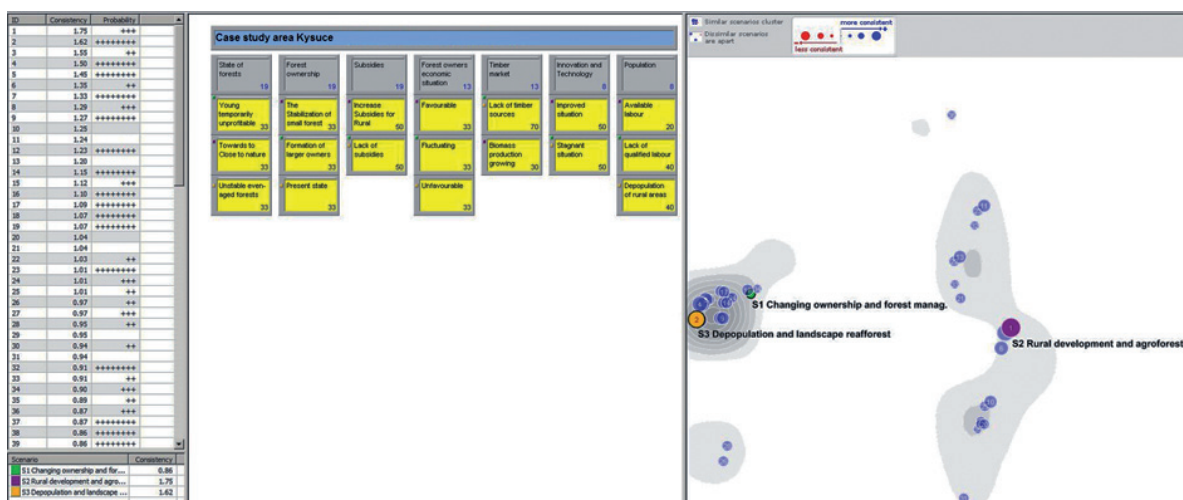 ID Consistency Probability
1 1.75 +++
2 1.62 ++++++++
3 1.55 ++
4 1.50 ++++++++
5 1.45 ++++++++
6 1.35 ++
7 1.33 ++++++++
8 1.29 +++
9 1.27 ++++++++
10 1.25
11 1.24
12 1.23 ++++++++
13 1.20
14 1.15 ++++++++
15 1.12 +++
16 1.10 ++++++++
17 1.09 ++++++++
18 1.07 ++++++++
19 1.07 ++++++++
20 1.04
21 1.04
22 1.03 ++
23 1.01 ++++++++
24 1.01 +++
25 1.01 ++
26 0.97 ++
27 0.97 +++
28 0.95 ++
29 0.95
30 0.94 ++
31 0.94
32 0.91 ++++++++
33 0.91 ++
34 0.90 +++
35 0.89 ++
36 0.87 +++
37 0.87 ++++++++
38 0.86 ++++++++
39 0.86 ++++++++
Scenario Consistency
S1 Changing ownership and for... 0.86
S2 Rural development and agro... 1.75
S3 Depopulation and landscape ... 1.62
Case study area Kysuce
State of
forests
19
Young
temporarily
unprofitable 33
Towards to
Close to nature
33
Unstable even-
aged forests
33
Forest
ownership
19
The
Stabilization of
small forest 33
Formation of
larger owners
33
Present state
33
Subsidies
19
Increase
Subsidies for
Rural 50
Lack of
subsidies
50
Forest owners
economic
situation 13
Favourable
33
Fluctuating
33
Unfavourable
33
Timber
market
13
Lack of timber
sources
70
Biomass
production
growing 30
Innovation and
Technology
8
Improved
situation
50
Stagnant
situation
50
Population
8
Available
labour
20
Lack of
qualified labour
40
Depopulation
of rural areas
40
Similar scenarios cluster
Dissimilar scenarios
are apart
more consistent
less consistent
S1 Changing ownership and forest manag.
2
S3 Depopulation and landscape reafforest
1
S2 Rural development and agroforest